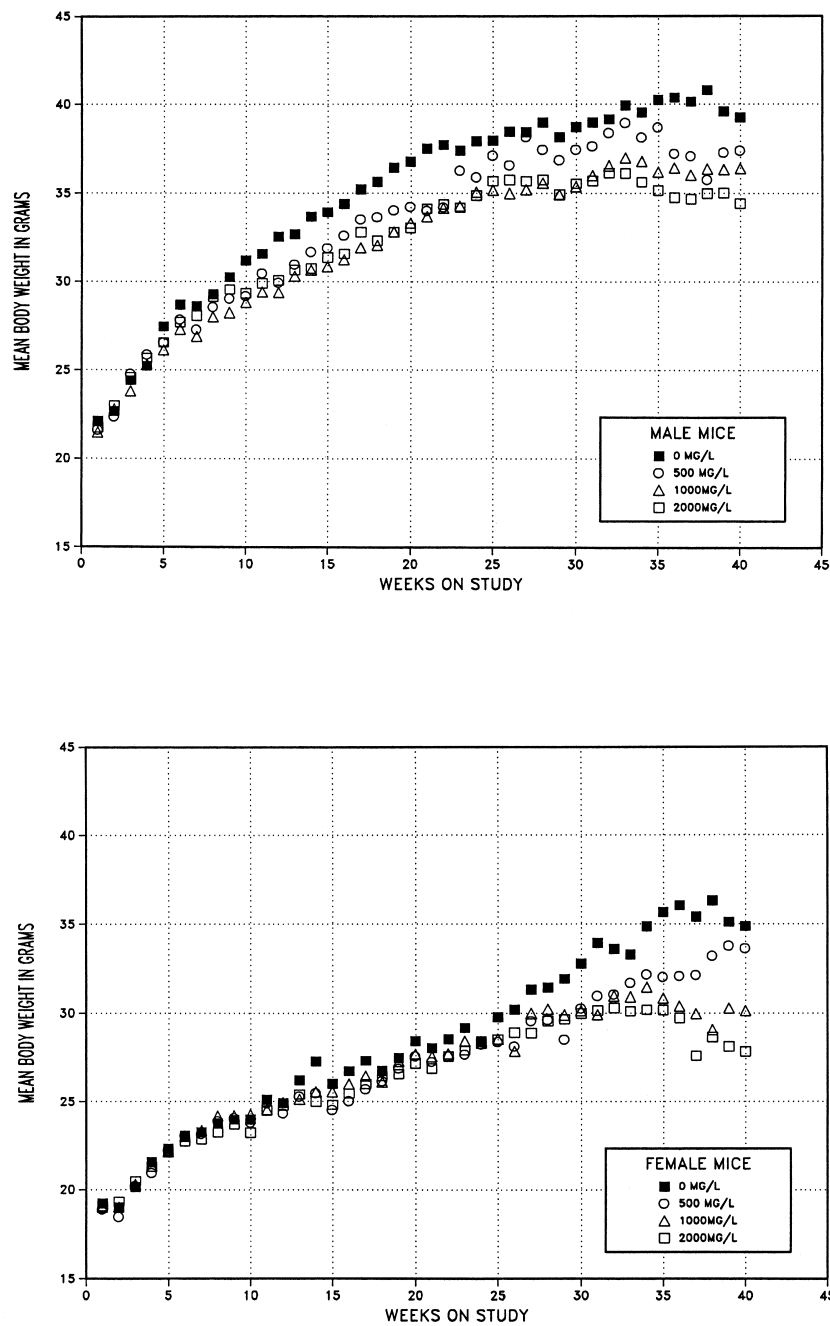 MEAN BODY WEIGHT IN GRAMS
45
40
35
30
25
20
15
MALE MICE
0 MG/L
500 MG/L
1000MG/L
2000MG/L
0 5 10 15 20 25 30 35 40 45
WEEKS ON STUDY
MEAN BODY WEIGHT IN GRAMS
45
40
35
30
25
20
15
FEMALE MICE
0 MG/L
500 MG/L
1000MG/L
2000MG/L
0 5 10 15 20 25 30 35 40 45
WEEKS ON STUDY